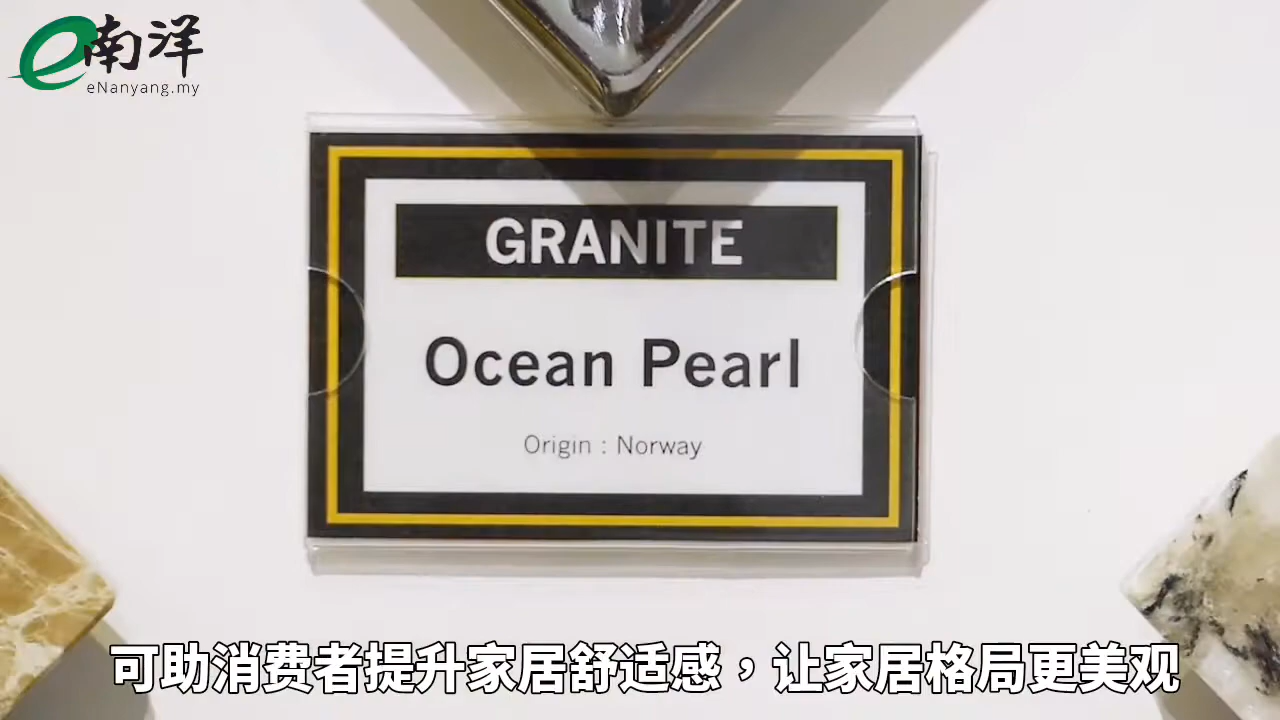 e南洋
eNanyang.my
GRANITE
Ocean Pearl
Origin : Norway
可助消费者提升家居舒适感，让家居格局更美观